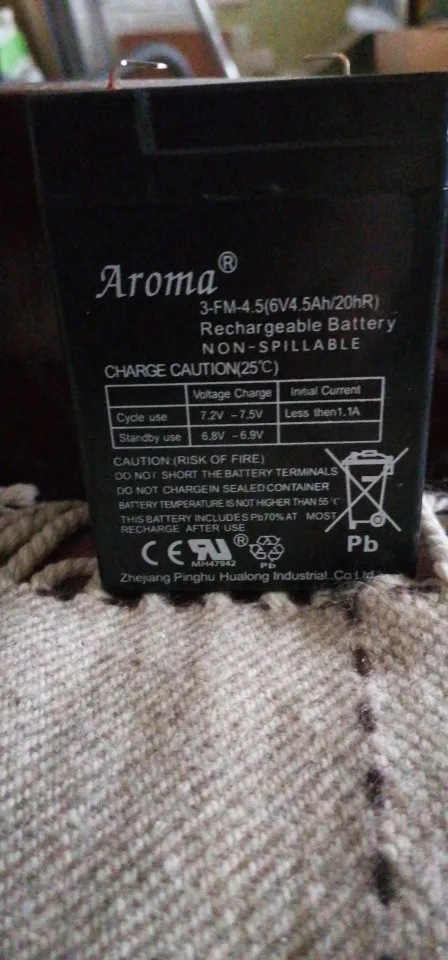 Aroma®
3-FM-4.5(6V4.5Ah/20hR)
Rechargeable Battery
NON-SPILLABLE
CHARGE CAUTION(25℃)
Voltage Charge Initial Current
Cycle use 7.2V -7.5V Less then1.1A
Standby use 6.8V -6.9V
CAUTION:(RISK OF FIRE)
DO NOT SHORT THE BATTERY TERMINALS
DO NOT CHARGE IN SEALED CONTAINER
BATTERY TEMPERATURE IS NOT HIGHER THAN 55 ℃
THIS BATTERY INCLUDES Pb70% AT MOST
RECHARGE AFTER USE
Pb
CE RU®
MH47942
Pb
Zhejiang Pinghu Hualong Industrial Co.Ltd